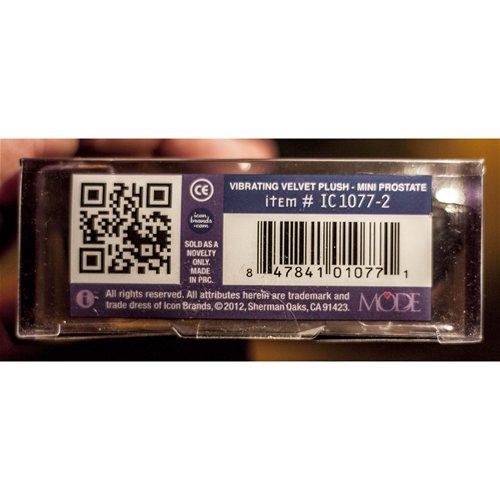 VIBRATING VELVET PLUSH - MINI PROSTATE
item # IC1077-2
CE
icon
brands
.com
SOLD AS A
NOVELTY
ONLY.
MADE
IN PRC.
8 47841 01077 1
All rights reserved. All attributes herein are trademark and
trade dress of Icon Brands, © 2012, Sherman Oaks, CA 91423.
MODE